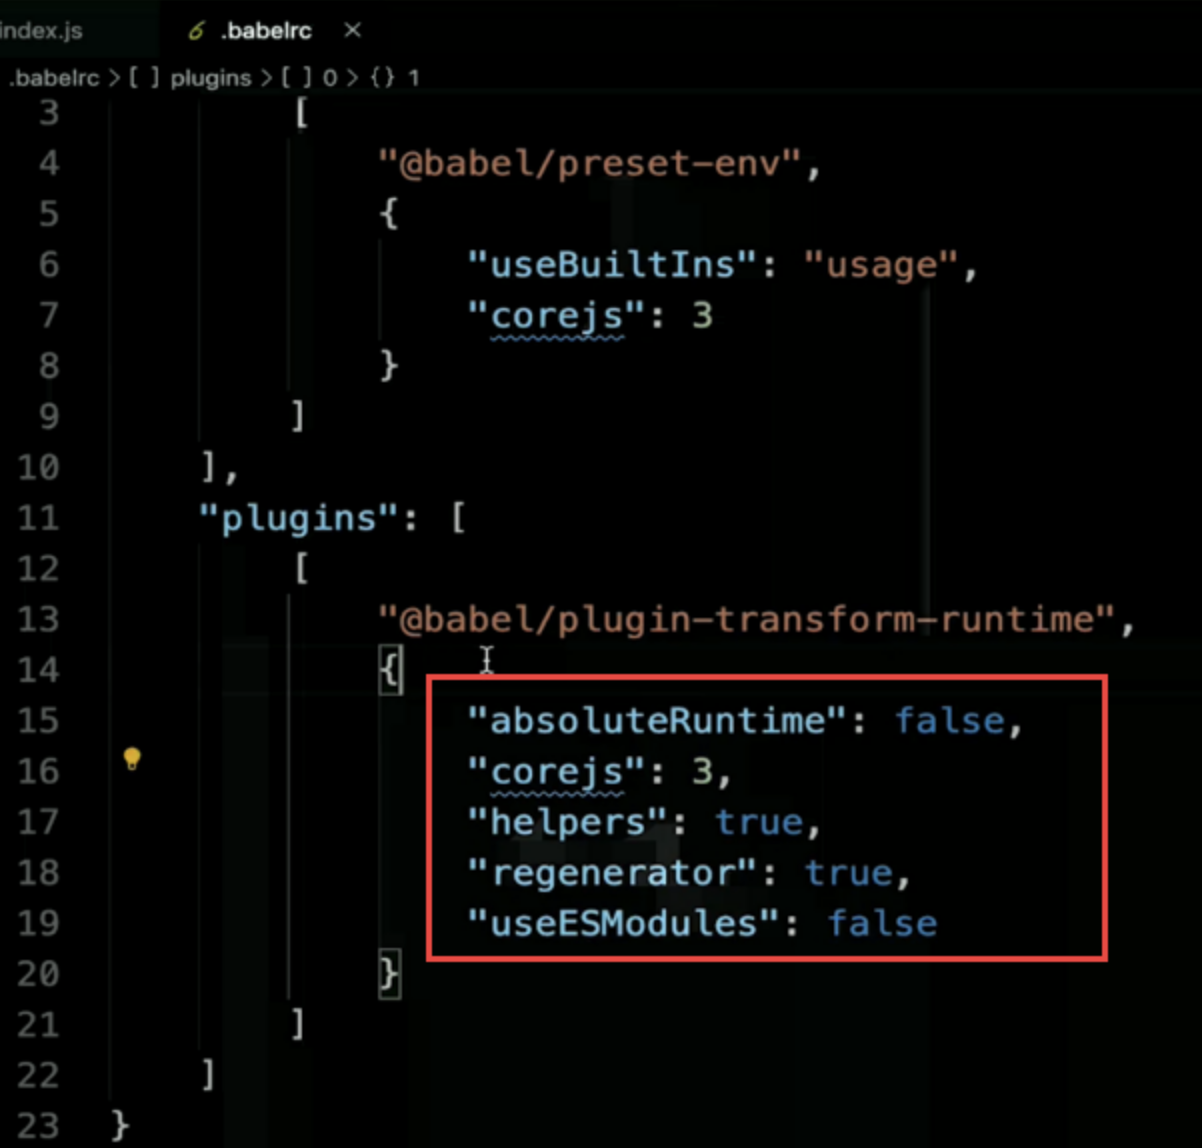 index.js .babelrc ×
.babelrc > [ ] plugins > [ ] 0 > {} 1
3 [
4 "@babel/preset-env",
5 {
6 "useBuiltIns": "usage",
7 "corejs": 3
8 }
9 ]
10 ],
11 "plugins": [
12 [
13 "@babel/plugin-transform-runtime",
14 {
15 "absoluteRuntime": false,
16 "corejs": 3,
17 "helpers": true,
18 "regenerator": true,
19 "useESModules": false
20 }
21 ]
22 ]
23 }